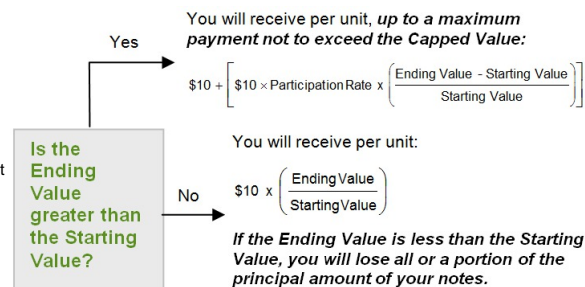 You will receive per unit, up to a maximum
payment not to exceed the Capped Value:
Yes
$10 + [ $10 × Participation Rate x ( Ending Value - Starting Value / Starting Value ) ]
Is the
Ending
Value
greater than
the Starting
Value?
t
No
You will receive per unit:
$10 x ( Ending Value / Starting Value )
If the Ending Value is less than the Starting
Value, you will lose all or a portion of the
principal amount of your notes.